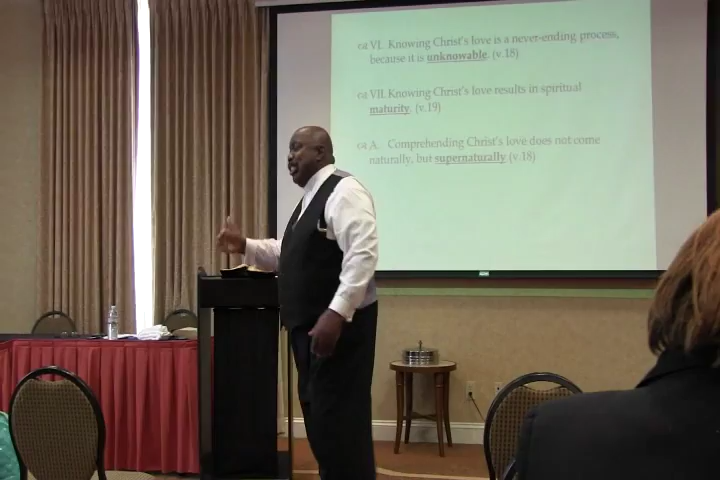 VI. Knowing Christ's love is a never-ending process,
because it is unknowable. (v.18)
VII. Knowing Christ's love results in spiritual
maturity. (v.19)
A. Comprehending Christ's love does not come
naturally, but supernaturally (v.18)